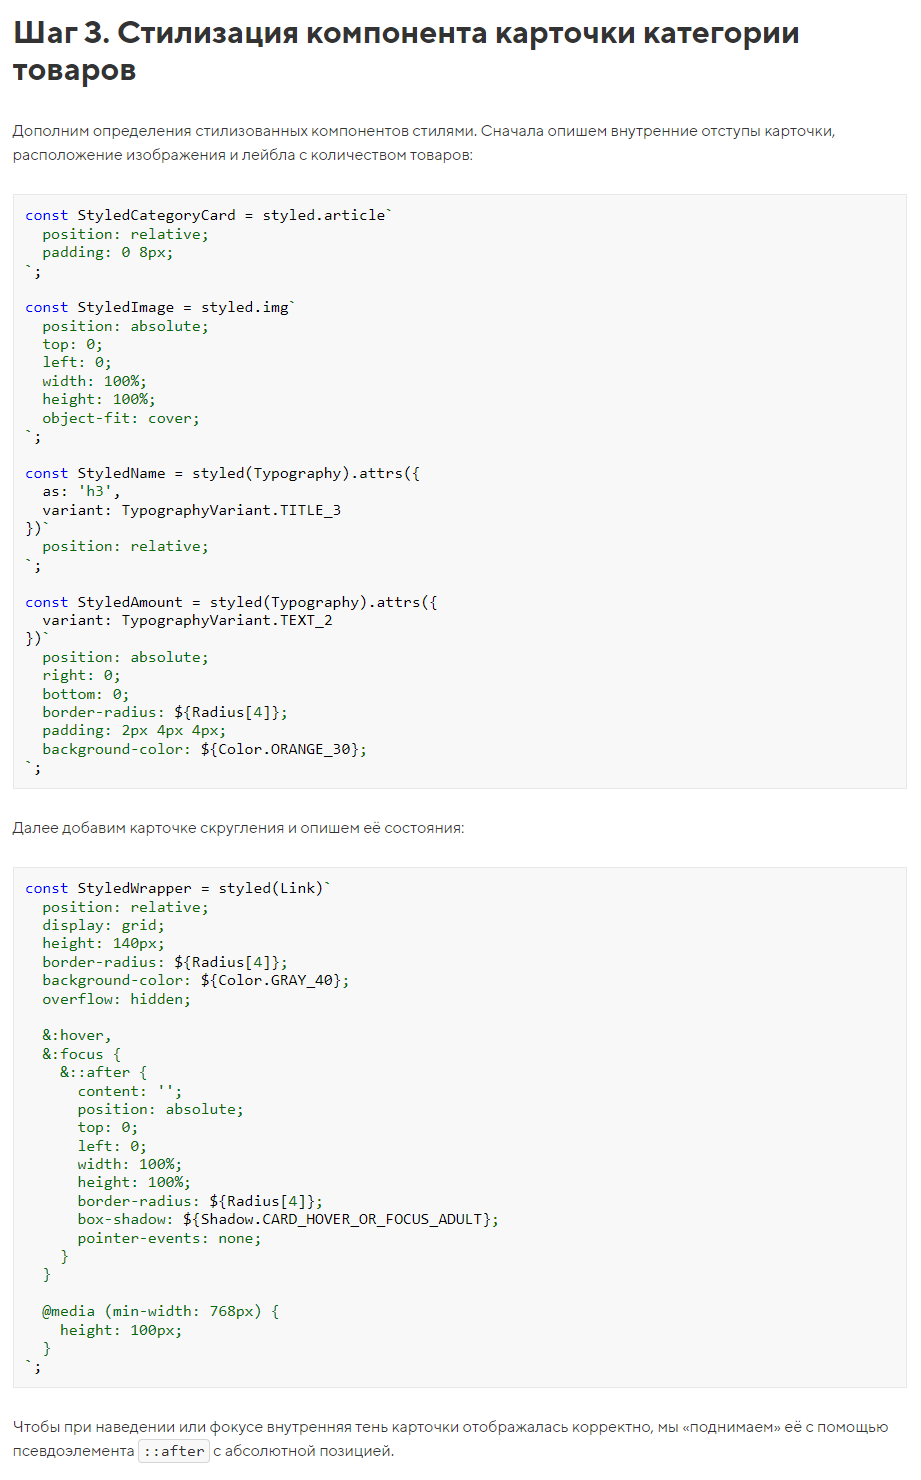 Шаг 3. Стилизация компонента карточки категории
товаров
Дополним определения стилизованных компонентов стилями. Сначала опишем внутренние отступы карточки,
расположение изображения и лейбла с количеством товаров:
const StyledCategoryCard = styled.article`
  position: relative;
  padding: 0 8px;
`;
const StyledImage = styled.img`
  position: absolute;
  top: 0;
  left: 0;
  width: 100%;
  height: 100%;
  object-fit: cover;
`;
const StyledName = styled(Typography).attrs({
  as: 'h3',
  variant: TypographyVariant.TITLE_3
})`
  position: relative;
`;
const StyledAmount = styled(Typography).attrs({
  variant: TypographyVariant.TEXT_2
})`
  position: absolute;
  right: 0;
  bottom: 0;
  border-radius: ${Radius[4]};
  padding: 2px 4px 4px;
  background-color: ${Color.ORANGE_30};
`;
Далее добавим карточке скругления и опишем её состояния:
const StyledWrapper = styled(Link)`
  position: relative;
  display: grid;
  height: 140px;
  border-radius: ${Radius[4]};
  background-color: ${Color.GRAY_40};
  overflow: hidden;
  &:hover,
  &:focus {
    &::after {
      content: '';
      position: absolute;
      top: 0;
      left: 0;
      width: 100%;
      height: 100%;
      border-radius: ${Radius[4]};
      box-shadow: ${Shadow.CARD_HOVER_OR_FOCUS_ADULT};
      pointer-events: none;
    }
  }
  @media (min-width: 768px) {
    height: 100px;
  }
`;
Чтобы при наведении или фокусе внутренняя тень карточки отображалась корректно, мы «поднимаем» её с помощью
псевдоэлемента ::after с абсолютной позицией.